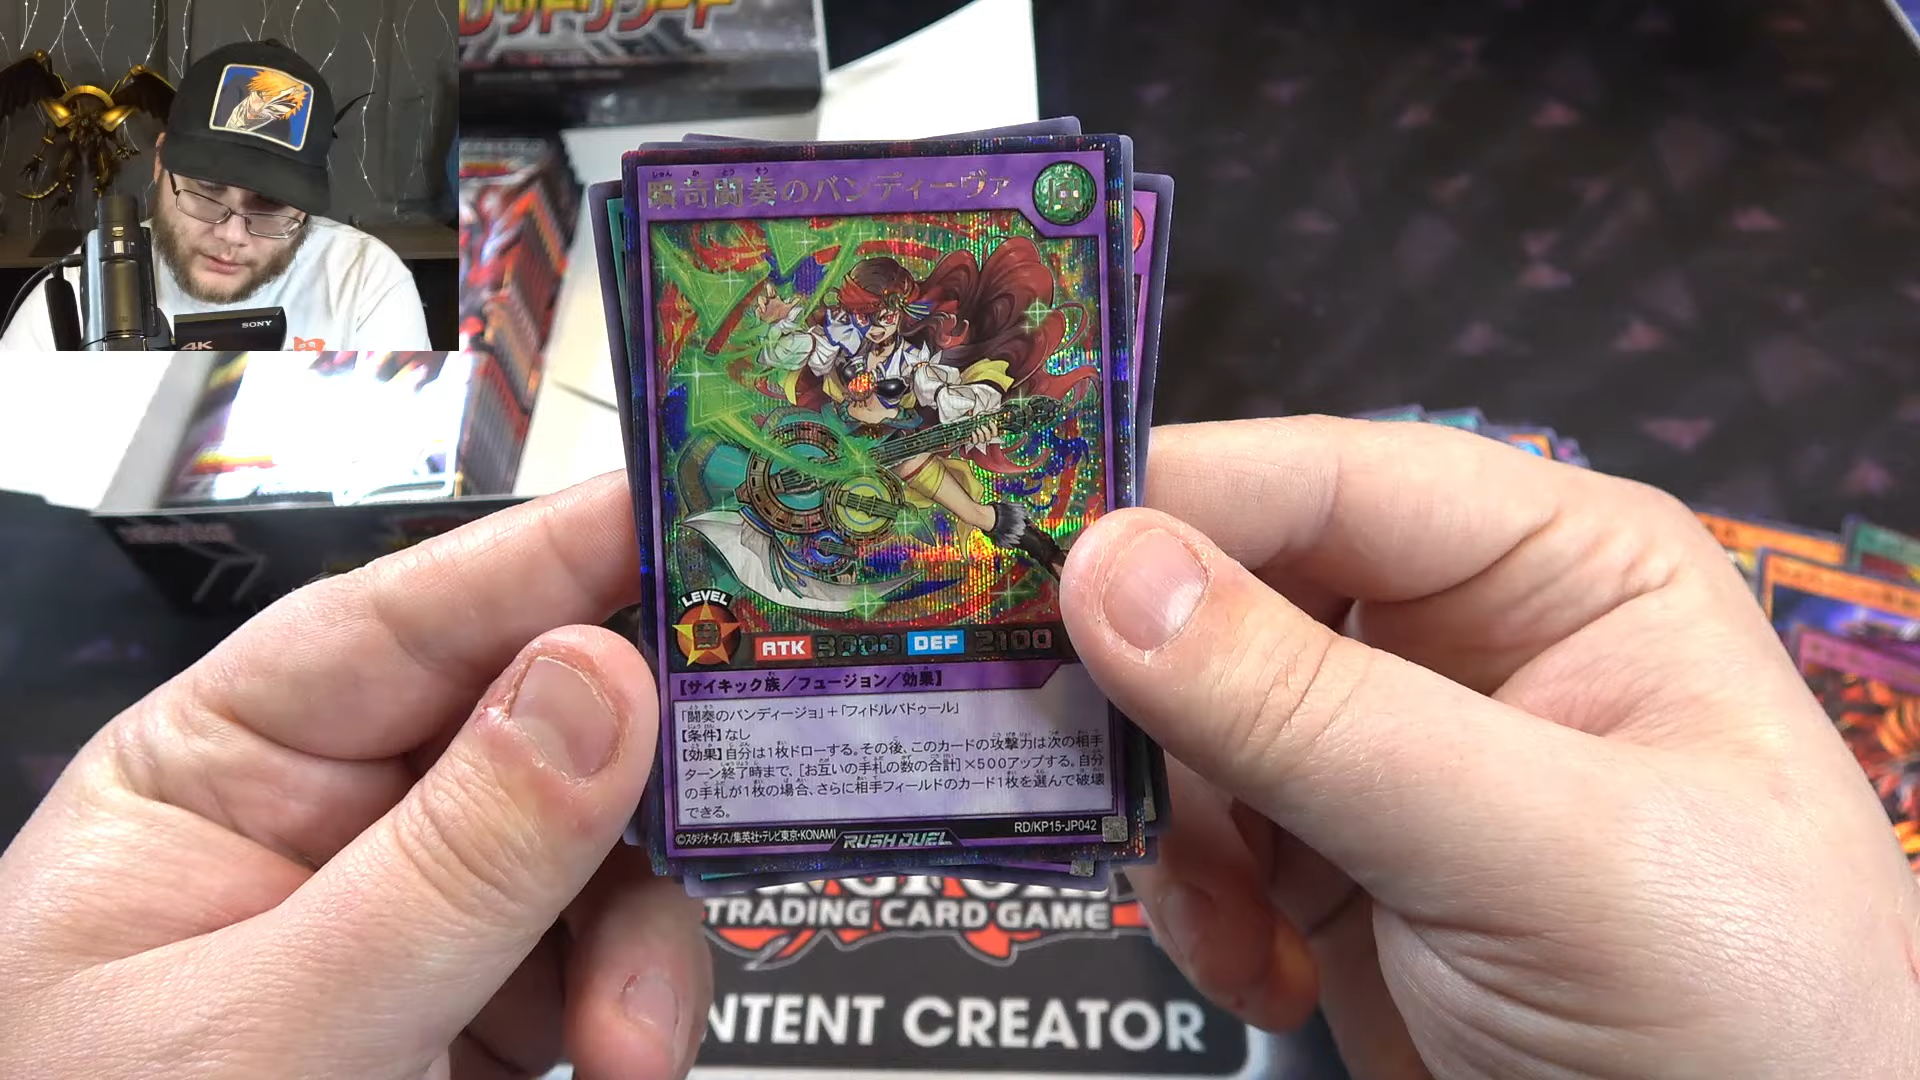 レッドリブート
SONY
4K
瞬苛闘奏のバンディーヴァ
LEVEL
ATK 3000 DEF 2100
【サイキック族／フュージョン／効果】
「闘奏のバンディージョ」+「フィドルバドゥール」
【条件】なし
【効果】自分は1枚ドローする。その後、このカードの攻撃力は次の相手
ターン終了時まで、[お互いの手札の数の合計]×500アップする。自分
の手札が1枚の場合、さらに相手フィールドのカード1枚を選んで破壊
できる。
©スタジオ・ダイス/集英社・テレビ東京・KONAMI
RUSH DUEL
RD/KP15-JP042
TRADING CARD GAME
NTENT CREATOR